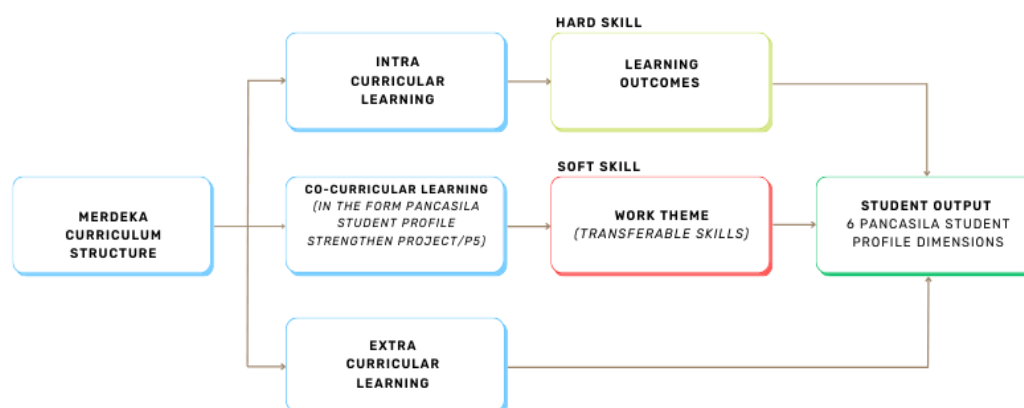 HARD SKILL
INTRA
CURRICULAR
LEARNING
LEARNING
OUTCOMES
SOFT SKILL
MERDEKA
CURRICULUM
STRUCTURE
CO-CURRICULAR LEARNING
(IN THE FORM PANCASILA
STUDENT PROFILE
STRENGTHEN PROJECT/P5)
WORK THEME
(TRANSFERABLE SKILLS)
STUDENT OUTPUT
6 PANCASILA STUDENT
PROFILE DIMENSIONS
EXTRA
CURRICULAR
LEARNING